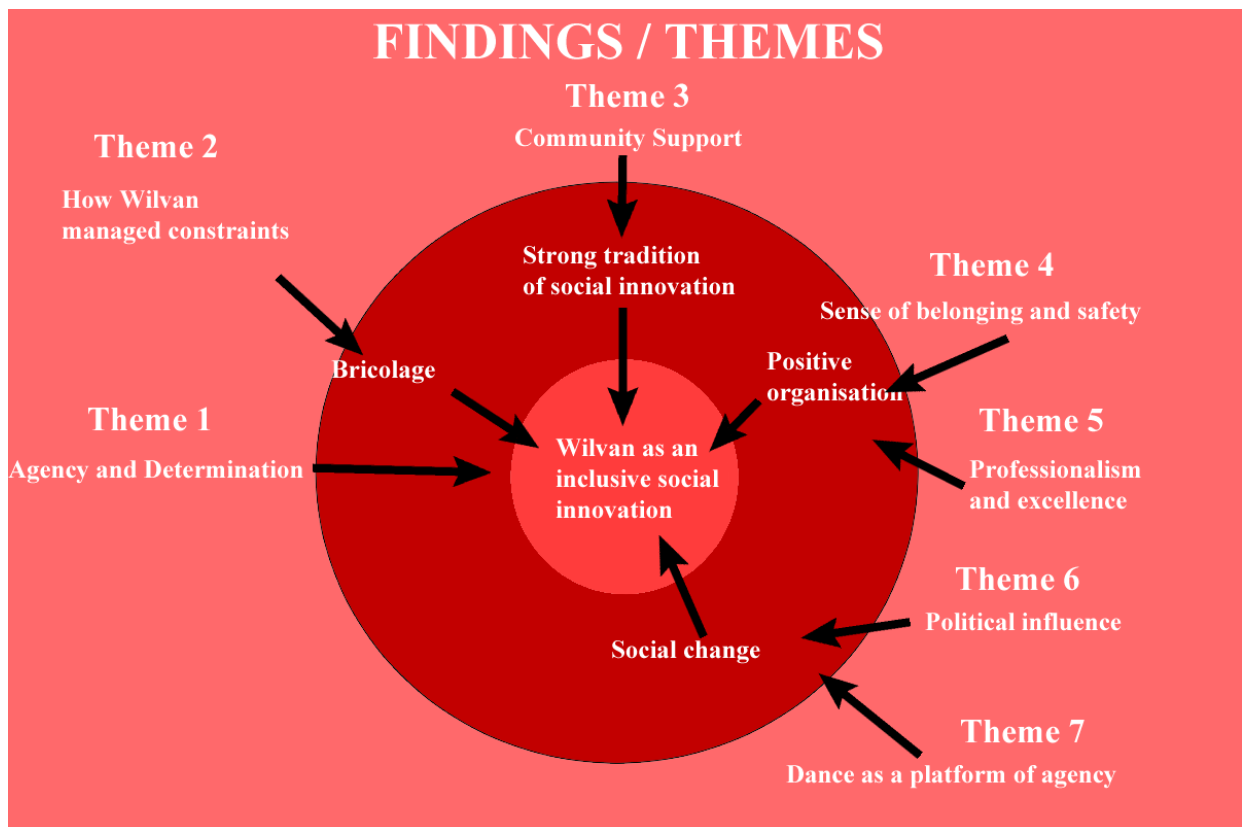 FINDINGS / THEMES
Theme 3
Community Support
Theme 2
How Wilvan
managed constraints
Strong tradition
of social innovation
Theme 4
Sense of belonging and safety
Bricolage
Positive
organisation
Theme 1
Agency and Determination
Theme 5
Professionalism
and excellence
Wilvan as an
inclusive social
innovation
Theme 6
Political influence
Social change
Theme 7
Dance as a platform of agency